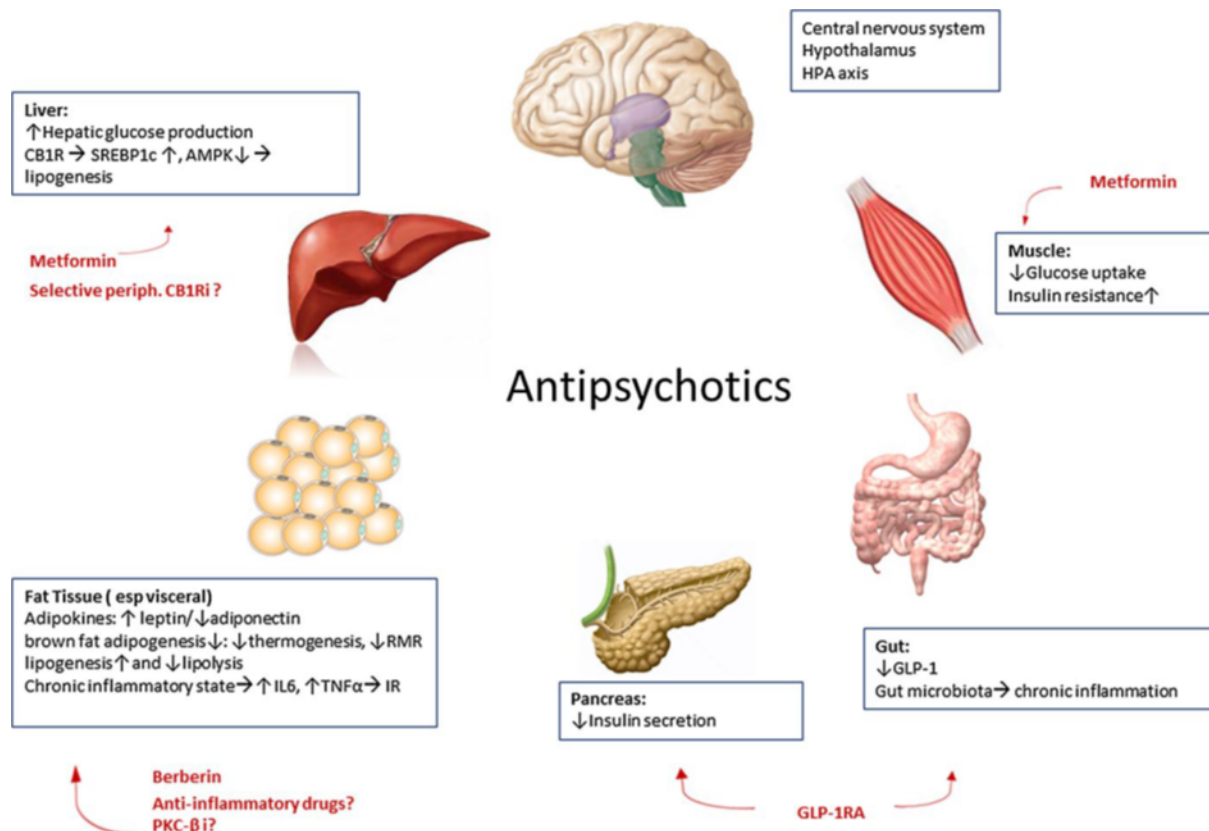 Central nervous system
Hypothalamus
HPA axis
Liver:
↑Hepatic glucose production
CB1R → SREBP1c ↑, AMPK↓ →
lipogenesis
Metformin
Selective periph. CB1Ri ?
Metformin
Muscle:
↓Glucose uptake
Insulin resistance↑
Antipsychotics
Fat Tissue ( esp visceral)
Adipokines: ↑ leptin/↓adiponectin
brown fat adipogenesis↓: ↓thermogenesis, ↓RMR
lipogenesis↑ and ↓lipolysis
Chronic inflammatory state→ ↑IL6, ↑TNFα→ IR
Berberin
Anti-inflammatory drugs?
PKC-β i?
Pancreas:
↓Insulin secretion
Gut:
↓GLP-1
Gut microbiota→ chronic inflammation
GLP-1RA